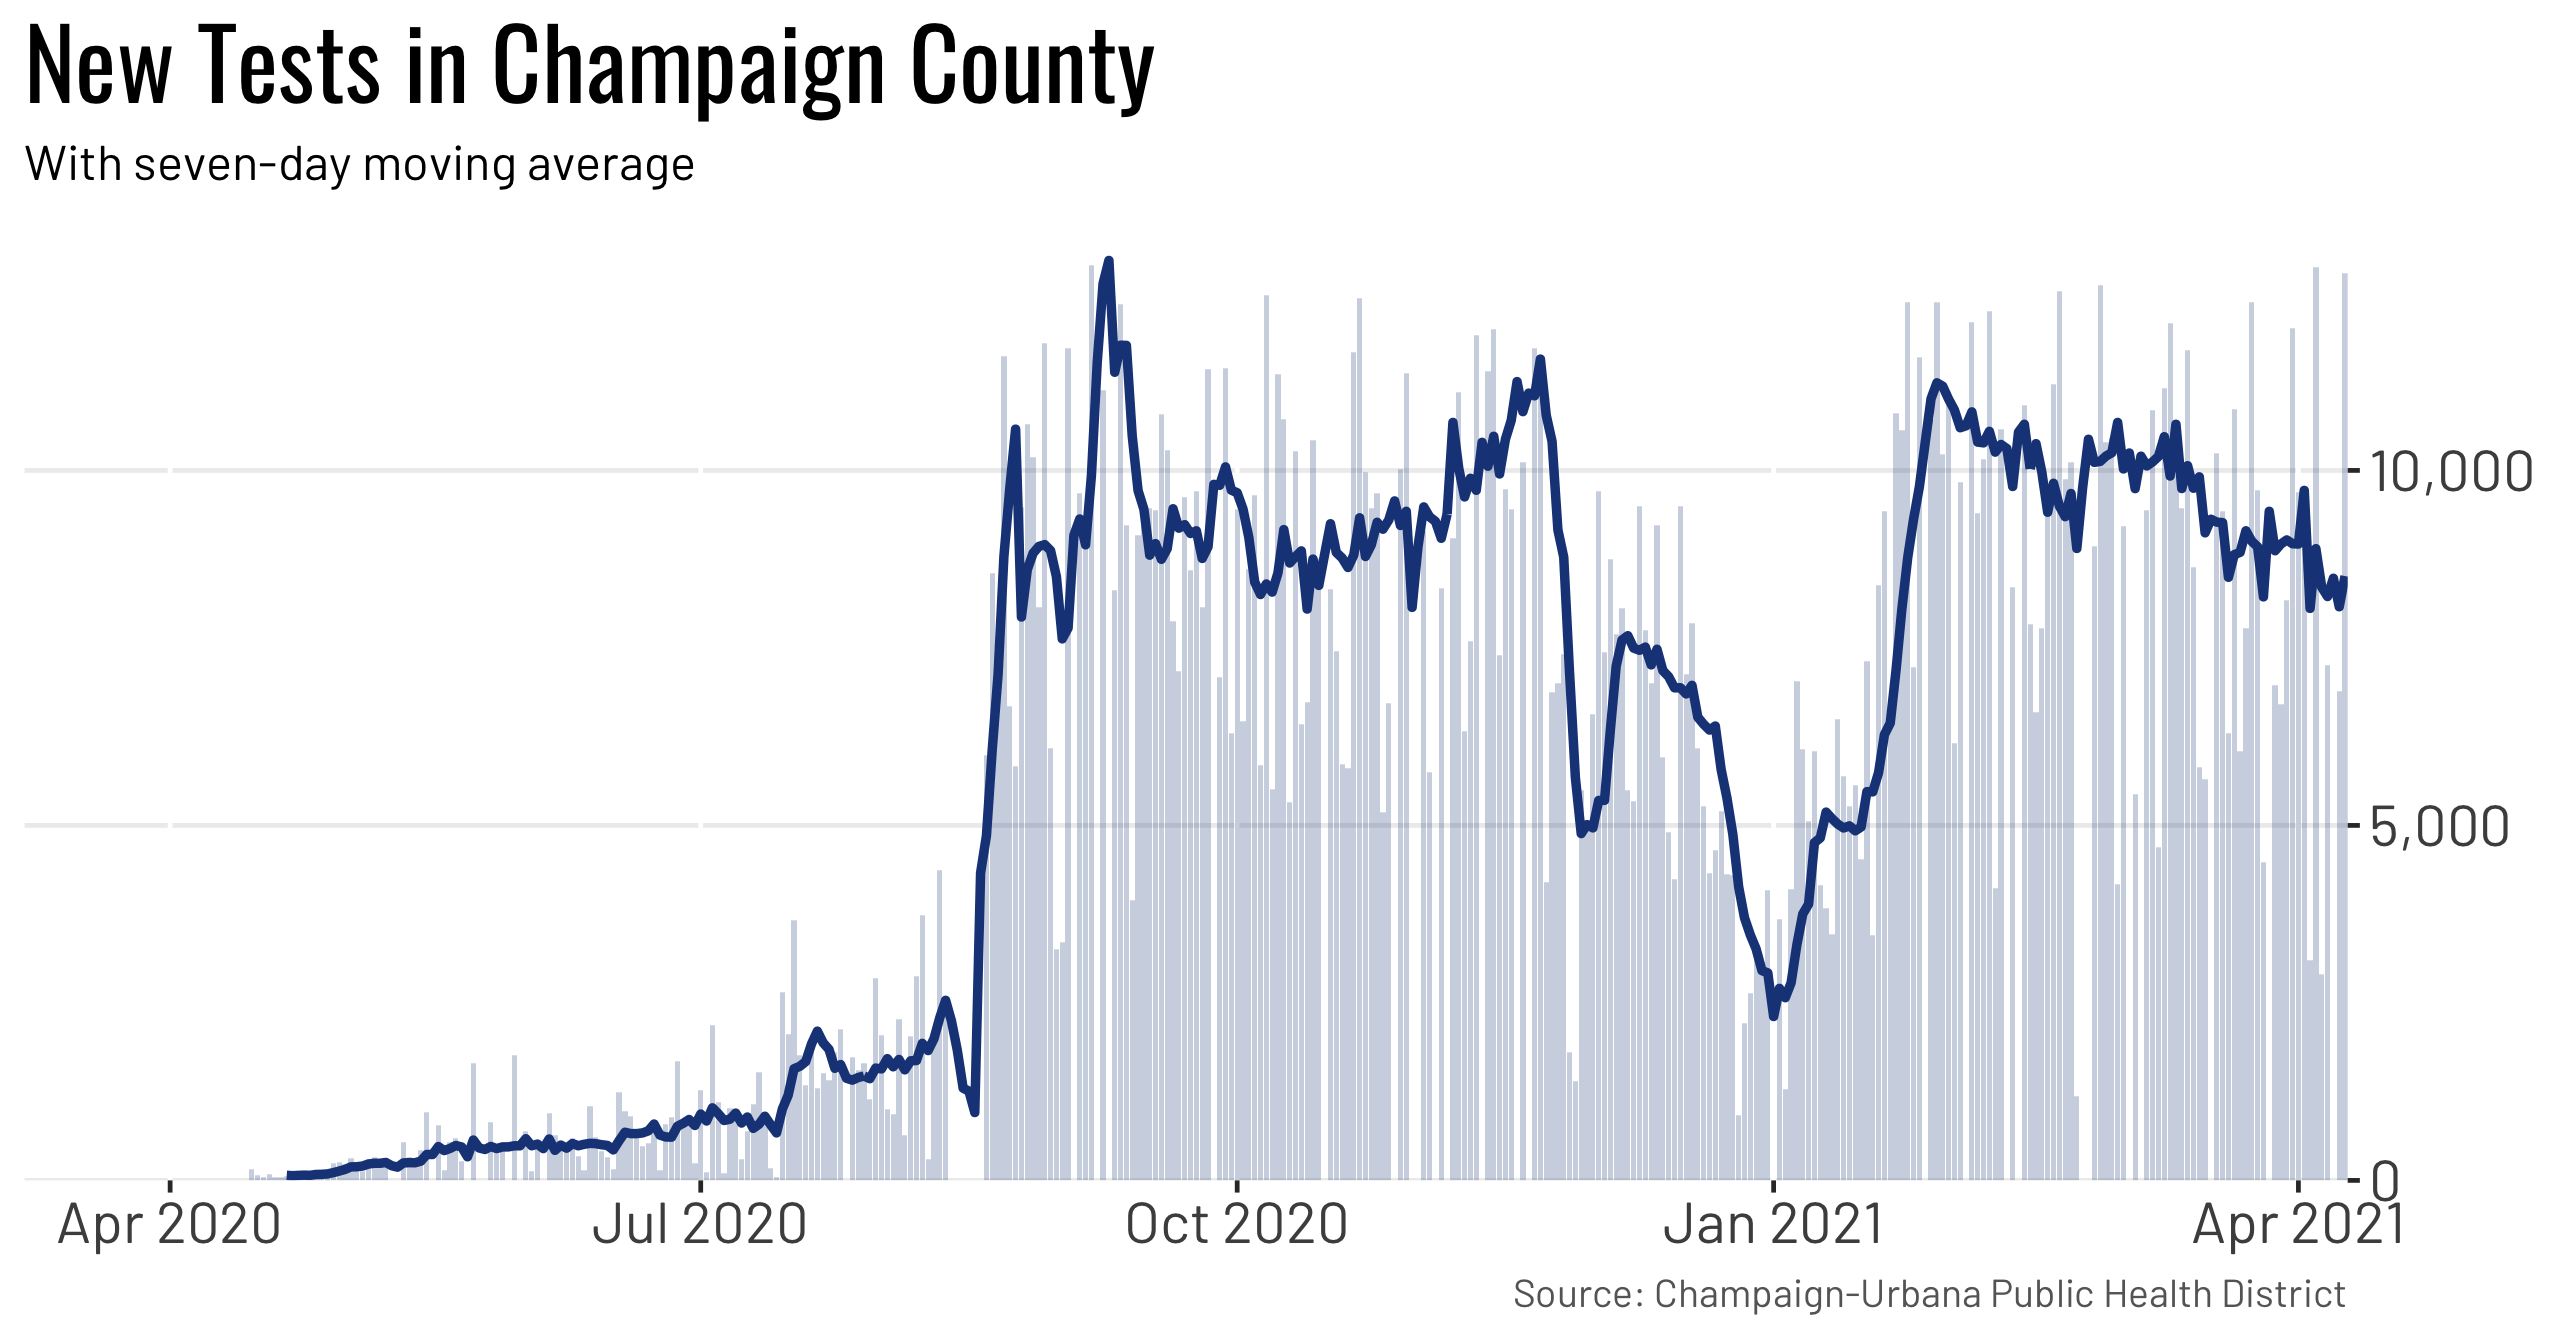 New Tests in Champaign County
With seven-day moving average
10,000
5,000
0
Apr 2020 Jul 2020 Oct 2020 Jan 2021 Apr 2021
Source: Champaign-Urbana Public Health District